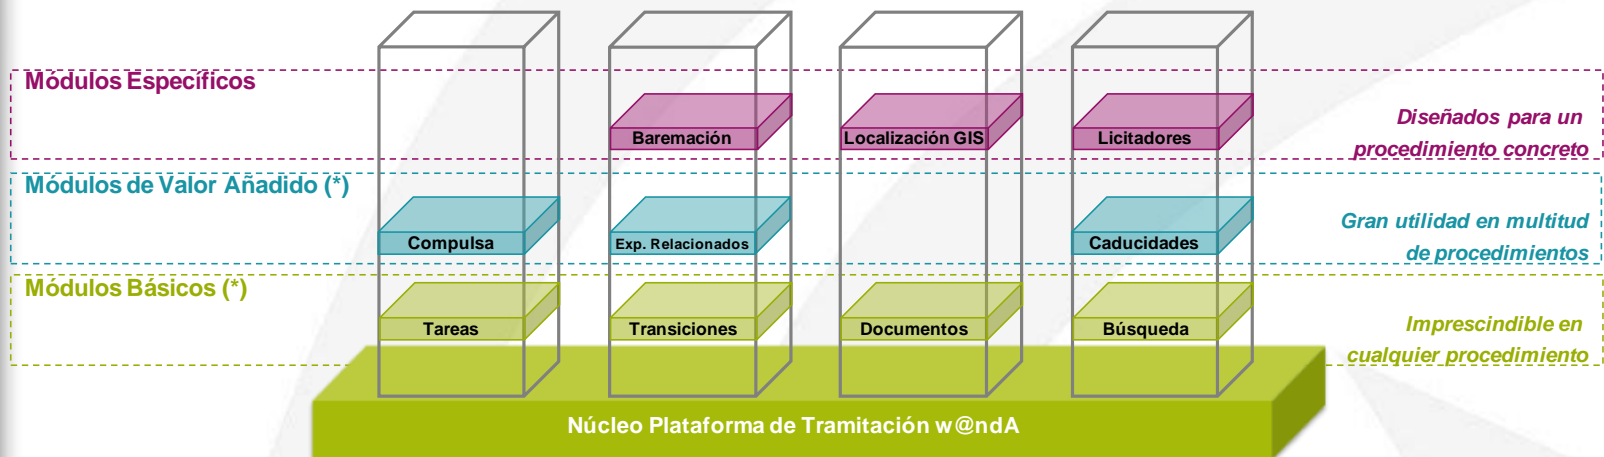 Módulos Específicos
Baremación
Localización GIS
Licitadores
Diseñados para un
procedimiento concreto
Módulos de Valor Añadido (*)
Compulsa
Exp. Relacionados
Caducidades
Gran utilidad en multitud
de procedimientos
Módulos Básicos (*)
Tareas
Transiciones
Documentos
Búsqueda
Imprescindible en
cualquier procedimiento
Núcleo Plataforma de Tramitación w@ndA